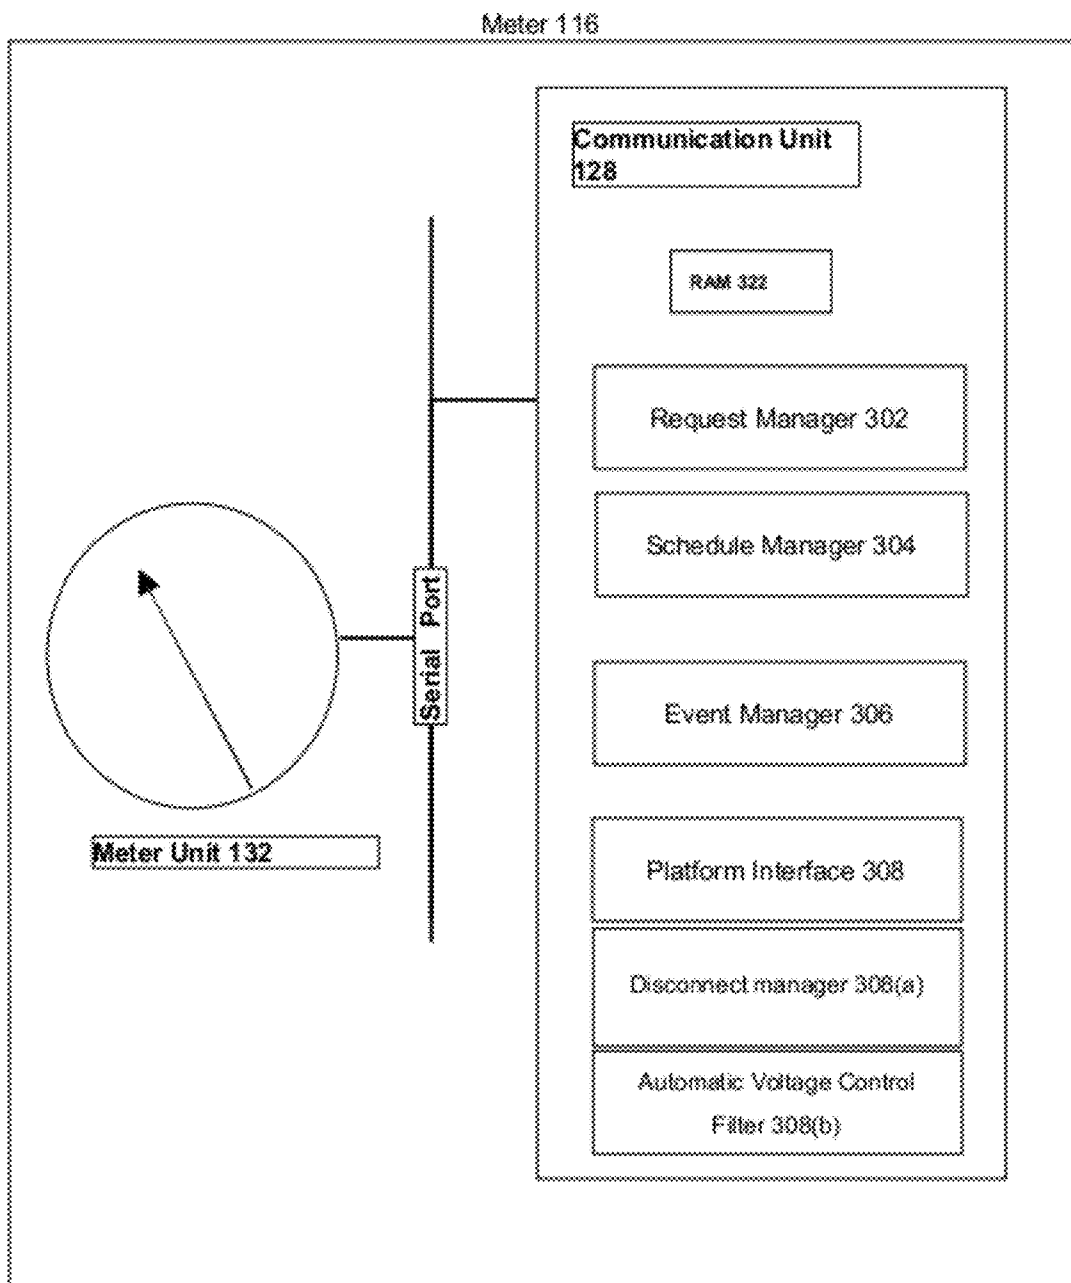 Meter 116
Communication Unit
128
RAM 322
Request Manager 302
Schedule Manager 304
Serial Port
Event Manager 306
Meter Unit 132
Platform Interface 308
Disconnect manager 308(a)
Automatic Voltage Control
Filter 308(b)